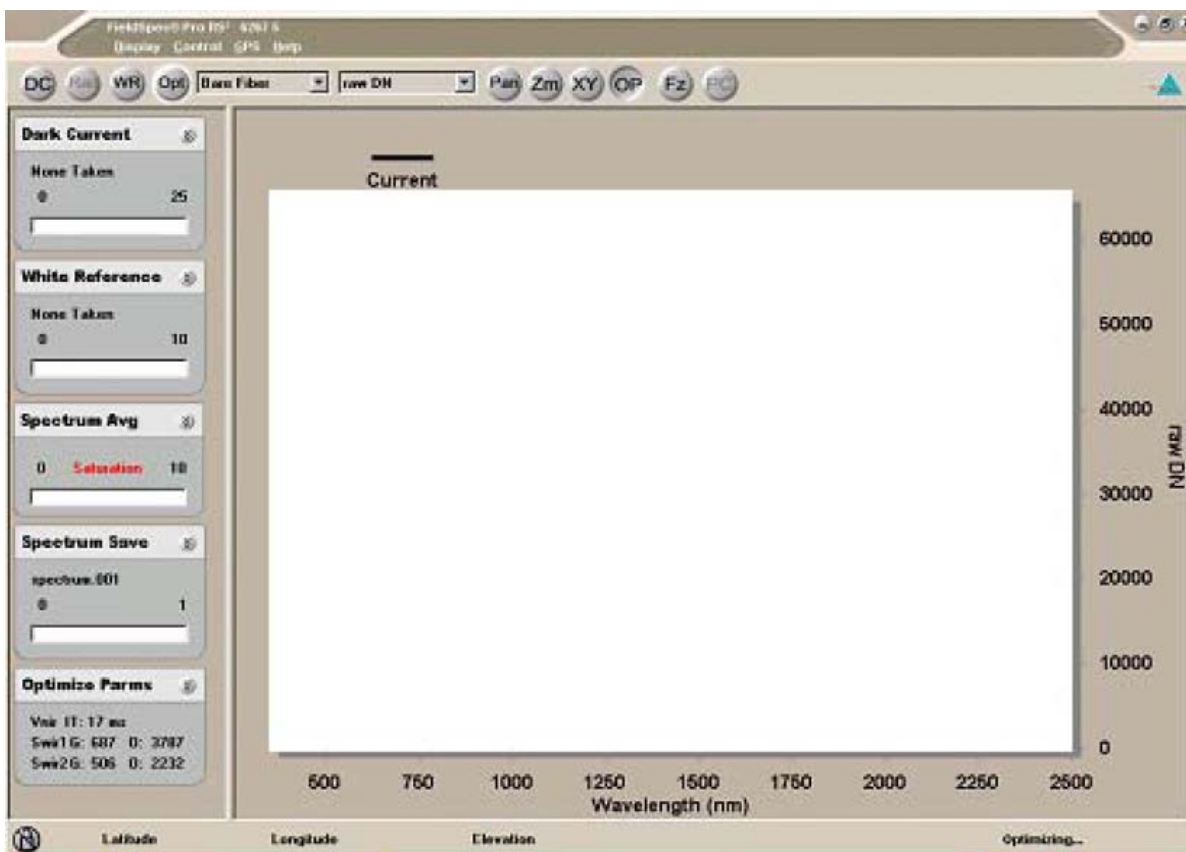 FieldSpec® Pro RS³
Display Control GPS Help
DC WR Opt Bare Fiber raw DN Pan Zm XY OP Fz
Dark Current
None Taken
0 25
White Reference
None Taken
0 10
Spectrum Avg
0 Saturation 10
Spectrum Save
spectrum.001
0 1
Optimize Parms
Vnir IT: 17 ms
Swir1 G: 687 O: 3787
Swir2 G: 506 O: 2232
Current
60000
50000
40000
30000
20000
10000
0
raw DN
500 750 1000 1250 1500 1750 2000 2250 2500
Wavelength (nm)
Latitude Longitude Elevation Optimizing...